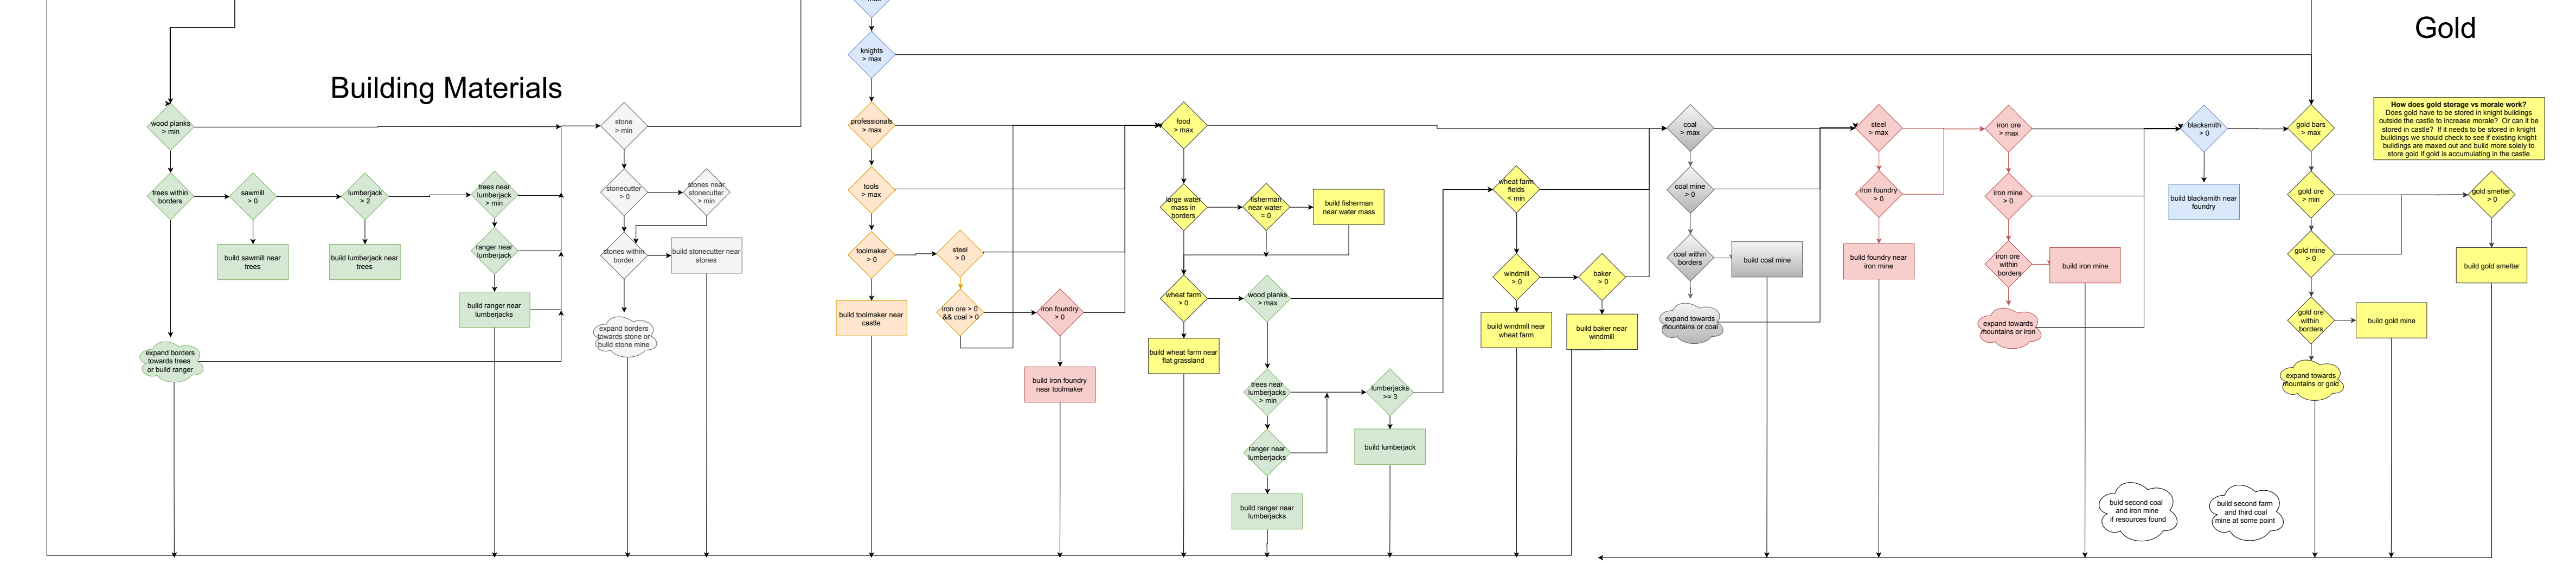 max
knights
> max
Gold
Building Materials
wood planks
> min
trees within
borders
sawmill
> 0
lumberjack
> 2
trees near
lumberjack
> min
build sawmill near
trees
build lumberjack near
trees
ranger near
lumberjack
build ranger near
lumberjacks
expand borders
towards trees
or build ranger
stone
> min
stonecutter
> 0
stones near
stonecutter
> min
stones within
border
build stonecutter near
stones
expand borders
towards stone or
build stone mine
professionals
> max
tools
> max
toolmaker
> 0
build toolmaker near
castle
steel
> 0
iron ore > 0
&& coal > 0
iron foundry
> 0
build iron foundry
near toolmaker
food
> max
large water
mass in
borders
fisherman
near water
= 0
build fisherman
near water mass
wheat farm
> 0
build wheat farm near
flat grassland
wood planks
> max
trees near
lumberjacks
> min
ranger near
lumberjacks
build ranger near
lumberjacks
lumberjacks
>= 3
build lumberjack
wheat farm
fields
< min
windmill
> 0
build windmill near
wheat farm
baker
> 0
build baker near
windmill
coal
> max
coal mine
> 0
coal within
borders
build coal mine
expand towards
mountains or coal
steel
> max
iron foundry
> 0
build foundry near
iron mine
iron ore
> max
iron mine
> 0
iron ore
within
borders
build iron mine
expand towards
mountains or iron
blacksmith
> 0
build blacksmith near
foundry
gold bars
> max
gold ore
> min
gold mine
> 0
gold ore
within
borders
build gold mine
expand towards
mountains or gold
gold smelter
> 0
build gold smelter
How does gold storage vs morale work?
Does gold have to be stored in knight buildings
outside the castle to increase morale? Or can it be
stored in castle? If it needs to be stored in knight
buildings we should check to see if existing knight
buildings are maxed out and build more solely to
store gold if gold is accumulating in the castle
buld second coal
and iron mine
if resources found
build second farm
and third coal
mine at some point